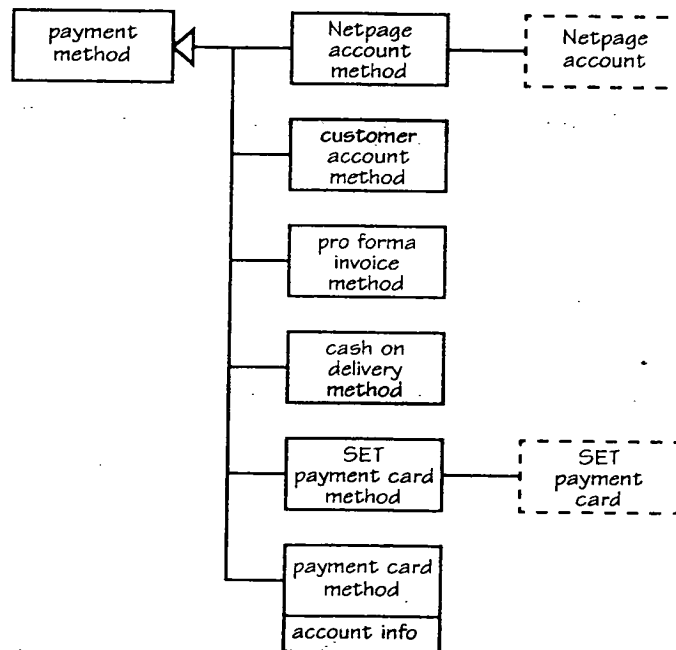 payment
method
Netpage
account
method
Netpage
account
customer
account
method
pro forma
invoice
method
cash on
delivery
method
SET
payment card
method
SET
payment
card
payment card
method
account info